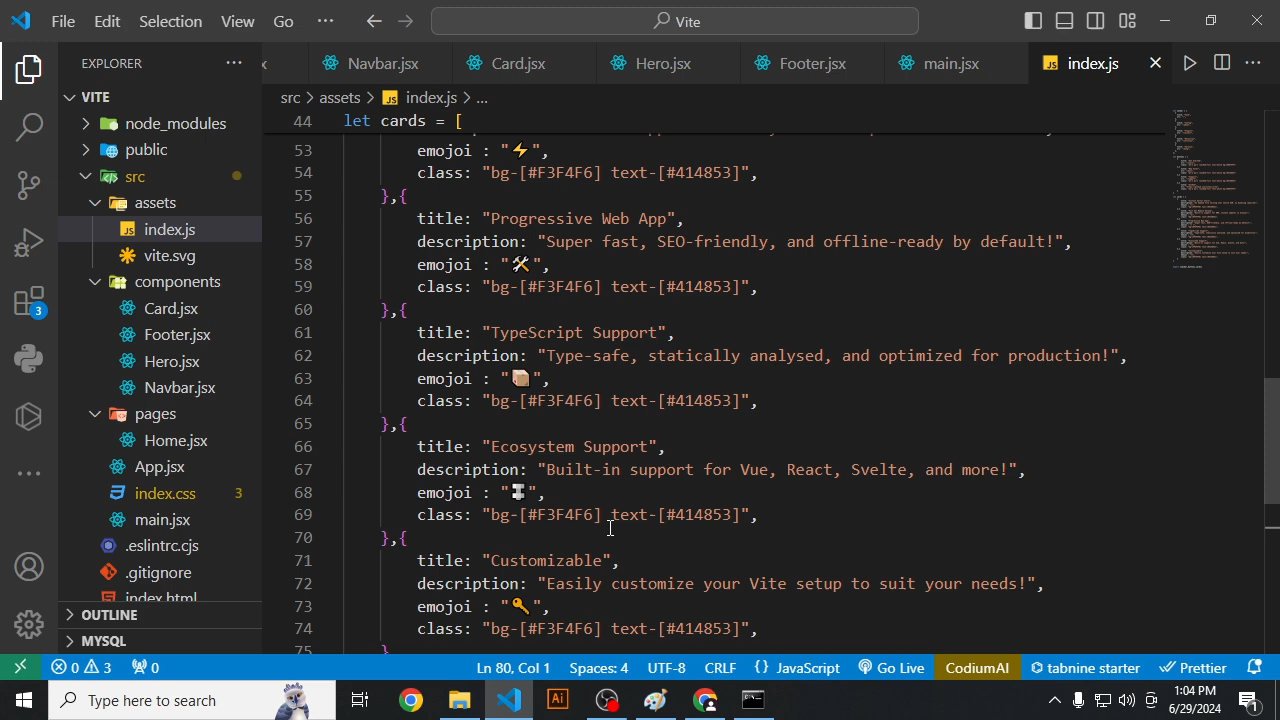 File Edit Selection View Go ··· Vite
EXPLORER ···
Navbar.jsx Card.jsx Hero.jsx Footer.jsx main.jsx JS index.js
VITE
node_modules
public
src
assets
JS index.js
vite.svg
components
Card.jsx
Footer.jsx
Hero.jsx
Navbar.jsx
pages
Home.jsx
App.jsx
index.css 3
main.jsx
.eslintrc.cjs
.gitignore
index.html
OUTLINE
MYSQL
3
src > assets > JS index.js > ...
44 let cards = [
53 emojoi : "⚡",
54 class: "bg-[#F3F4F6] text-[#414853]",
55 },{
56 title: "Progressive Web App",
57 description: "Super fast, SEO-friendly, and offline-ready by default!",
58 emojoi : "🛠️",
59 class: "bg-[#F3F4F6] text-[#414853]",
60 },{
61 title: "TypeScript Support",
62 description: "Type-safe, statically analysed, and optimized for production!",
63 emojoi : "📦",
64 class: "bg-[#F3F4F6] text-[#414853]",
65 },{
66 title: "Ecosystem Support",
67 description: "Built-in support for Vue, React, Svelte, and more!",
68 emojoi : "🔩",
69 class: "bg-[#F3F4F6] text-[#414853]",
70 },{
71 title: "Customizable",
72 description: "Easily customize your Vite setup to suit your needs!",
73 emojoi : "🔑",
74 class: "bg-[#F3F4F6] text-[#414853]",
75 }
0 3 0 Ln 80, Col 1 Spaces: 4 UTF-8 CRLF {} JavaScript Go Live CodiumAI tabnine starter Prettier
Type here to search Ai 1:04 PM
6/29/2024 1